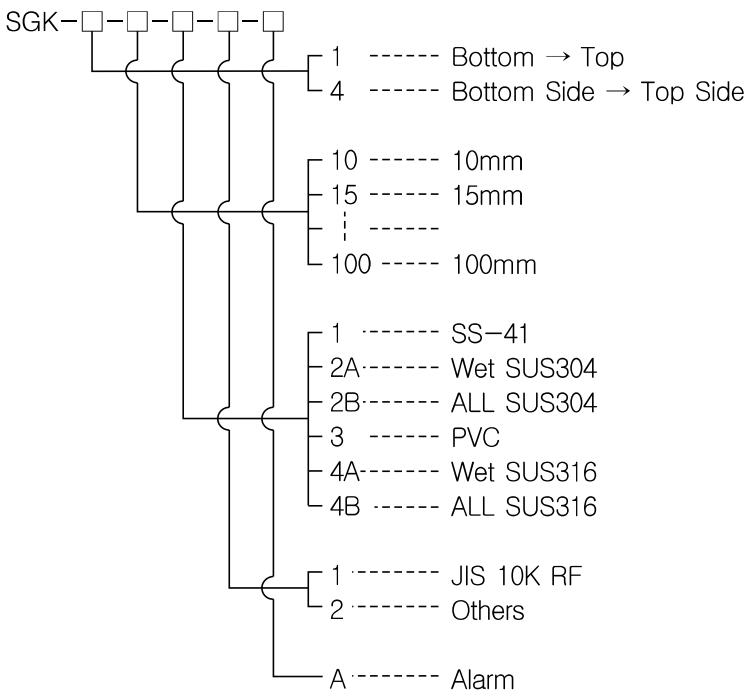 SGK-□-□-□-□-□
1 ------ Bottom → Top
4 ------ Bottom Side → Top Side
10 ------ 10mm
15 ------ 15mm
100 ------ 100mm
1 ------ SS-41
2A ------ Wet SUS304
2B ------ ALL SUS304
3 ------ PVC
4A ------ Wet SUS316
4B ------ ALL SUS316
1 ------ JIS 10K RF
2 ------ Others
A ------ Alarm